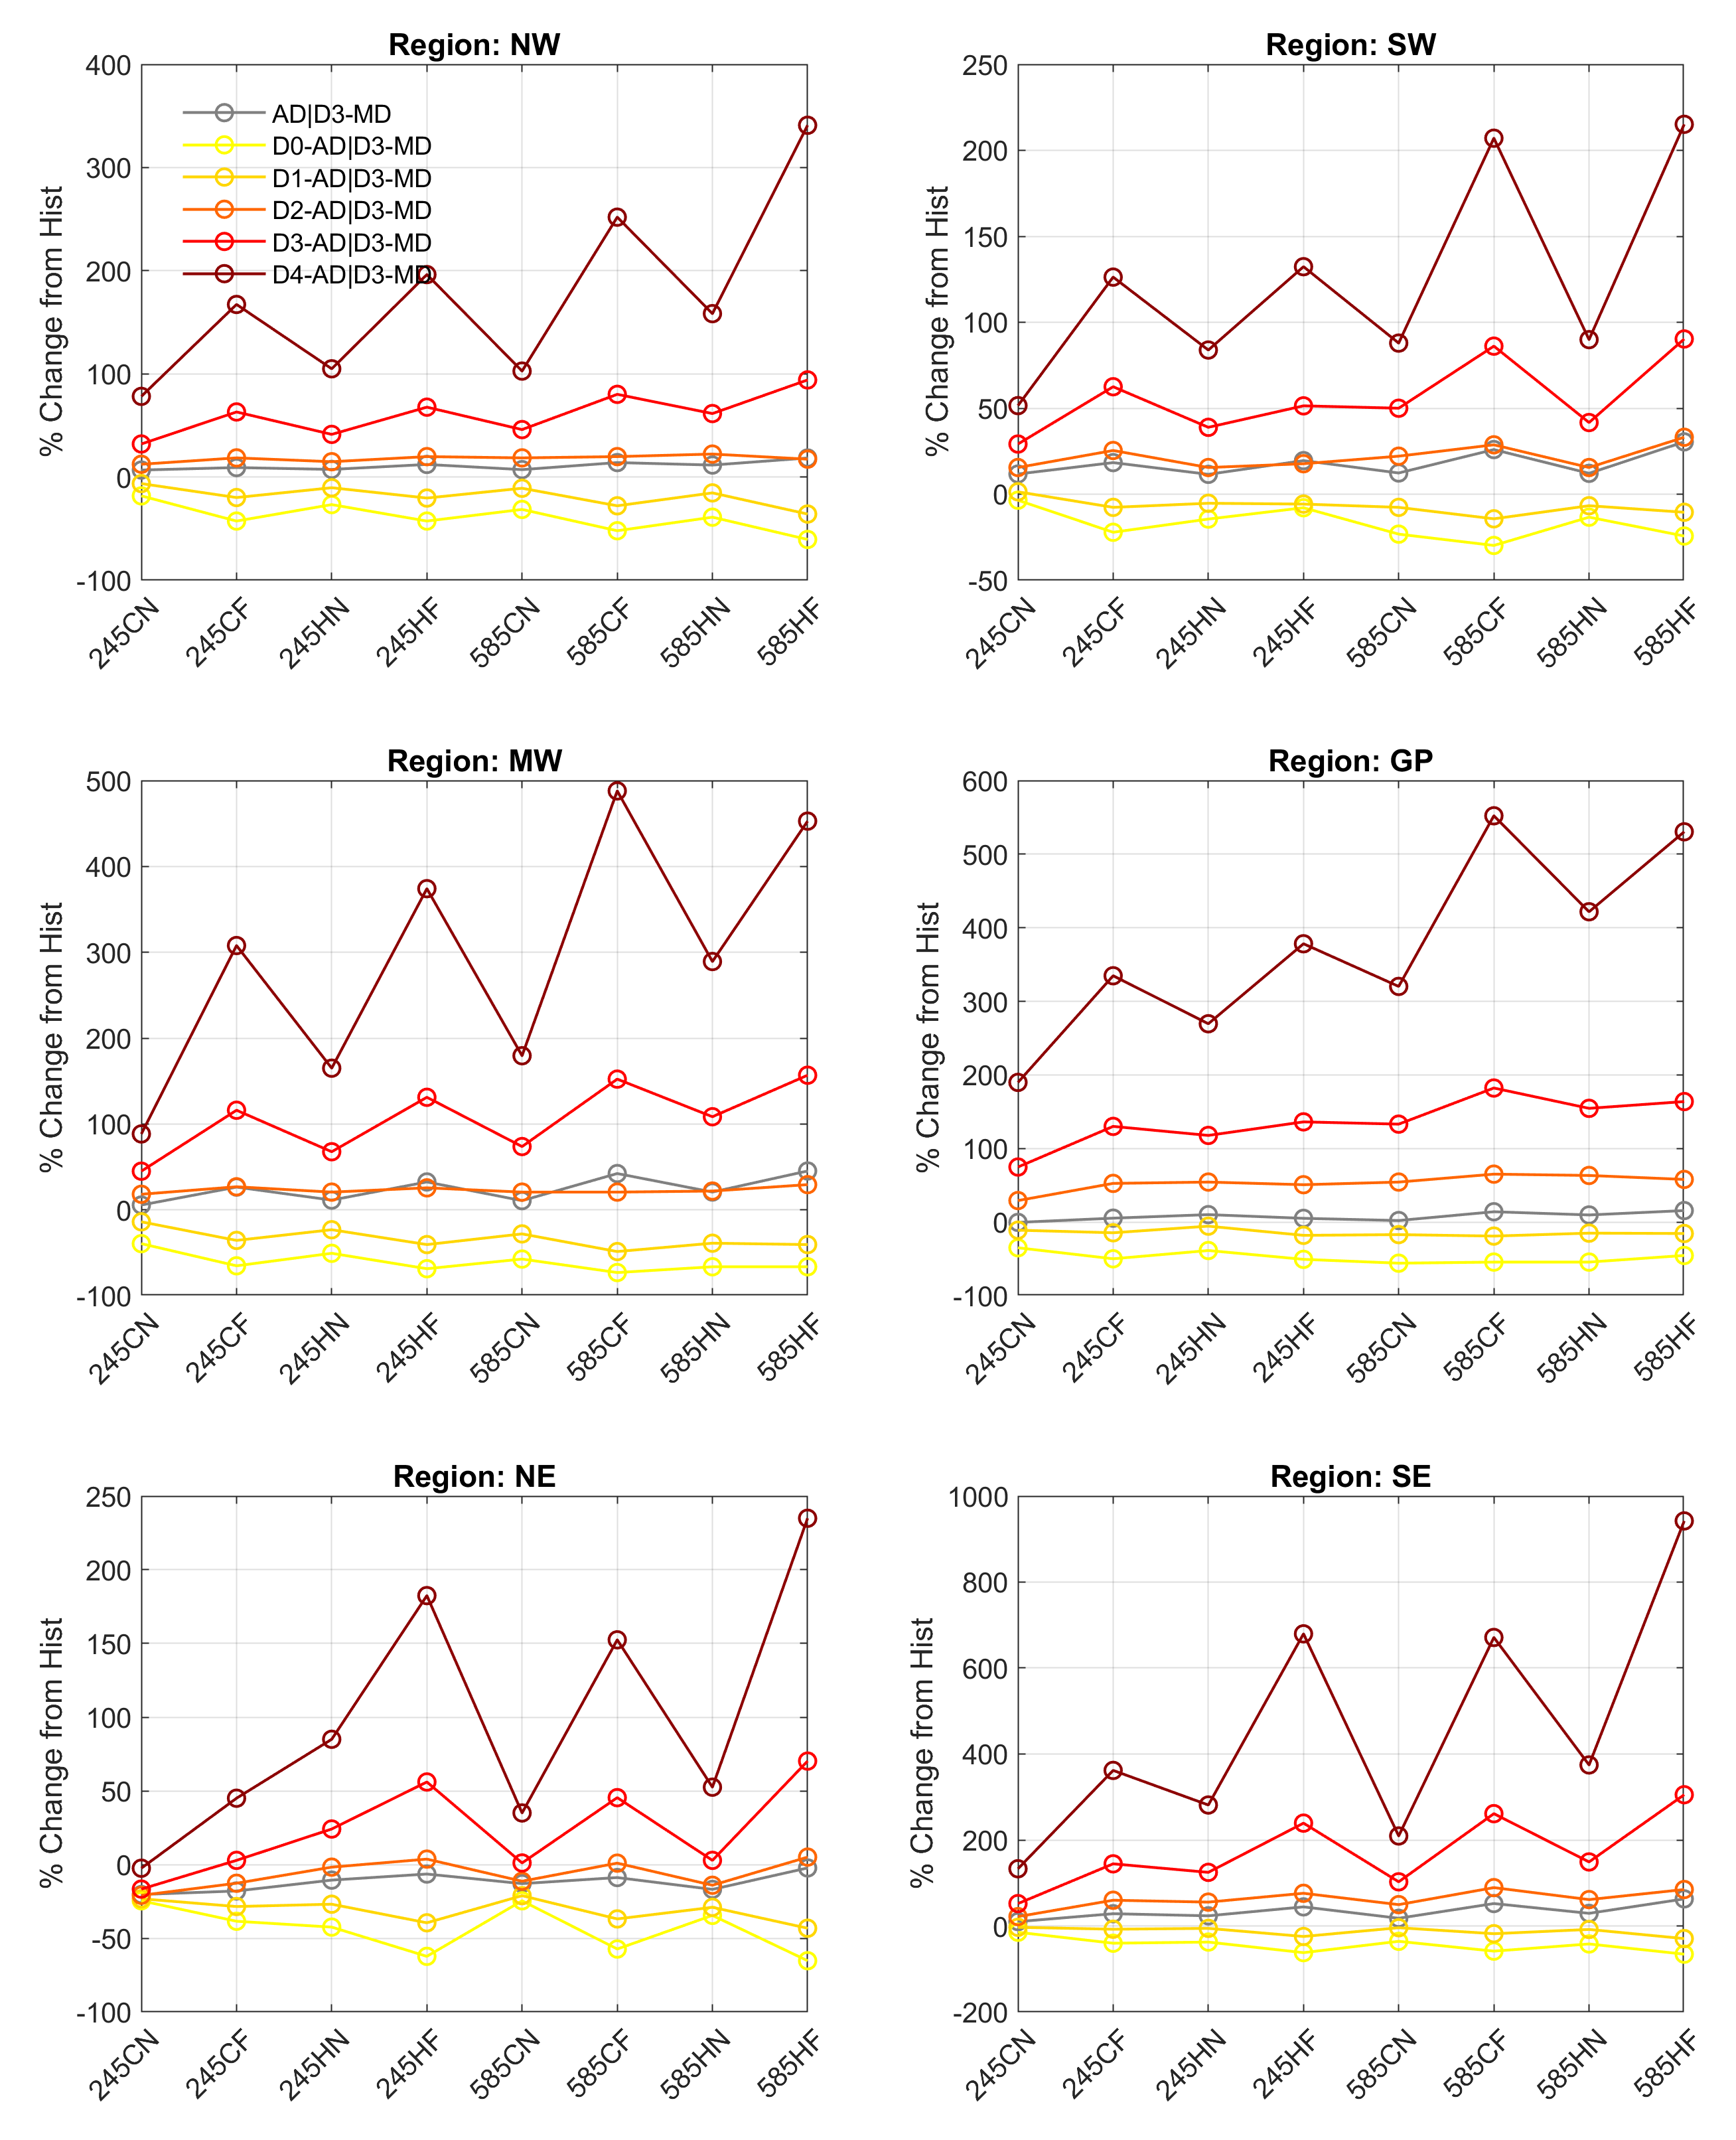 Region: NW
400
300
200
100
0
-100
% Change from Hist
AD|D3-MD
D0-AD|D3-MD
D1-AD|D3-MD
D2-AD|D3-MD
D3-AD|D3-MD
D4-AD|D3-MD
245CN 245CF 245HN 245HF 585CN 585CF 585HN 585HF
Region: SW
250
200
150
100
50
0
-50
% Change from Hist
245CN 245CF 245HN 245HF 585CN 585CF 585HN 585HF
Region: MW
500
400
300
200
100
0
-100
% Change from Hist
245CN 245CF 245HN 245HF 585CN 585CF 585HN 585HF
Region: GP
600
500
400
300
200
100
0
-100
% Change from Hist
245CN 245CF 245HN 245HF 585CN 585CF 585HN 585HF
Region: NE
250
200
150
100
50
0
-50
-100
% Change from Hist
245CN 245CF 245HN 245HF 585CN 585CF 585HN 585HF
Region: SE
1000
800
600
400
200
0
-200
% Change from Hist
245CN 245CF 245HN 245HF 585CN 585CF 585HN 585HF